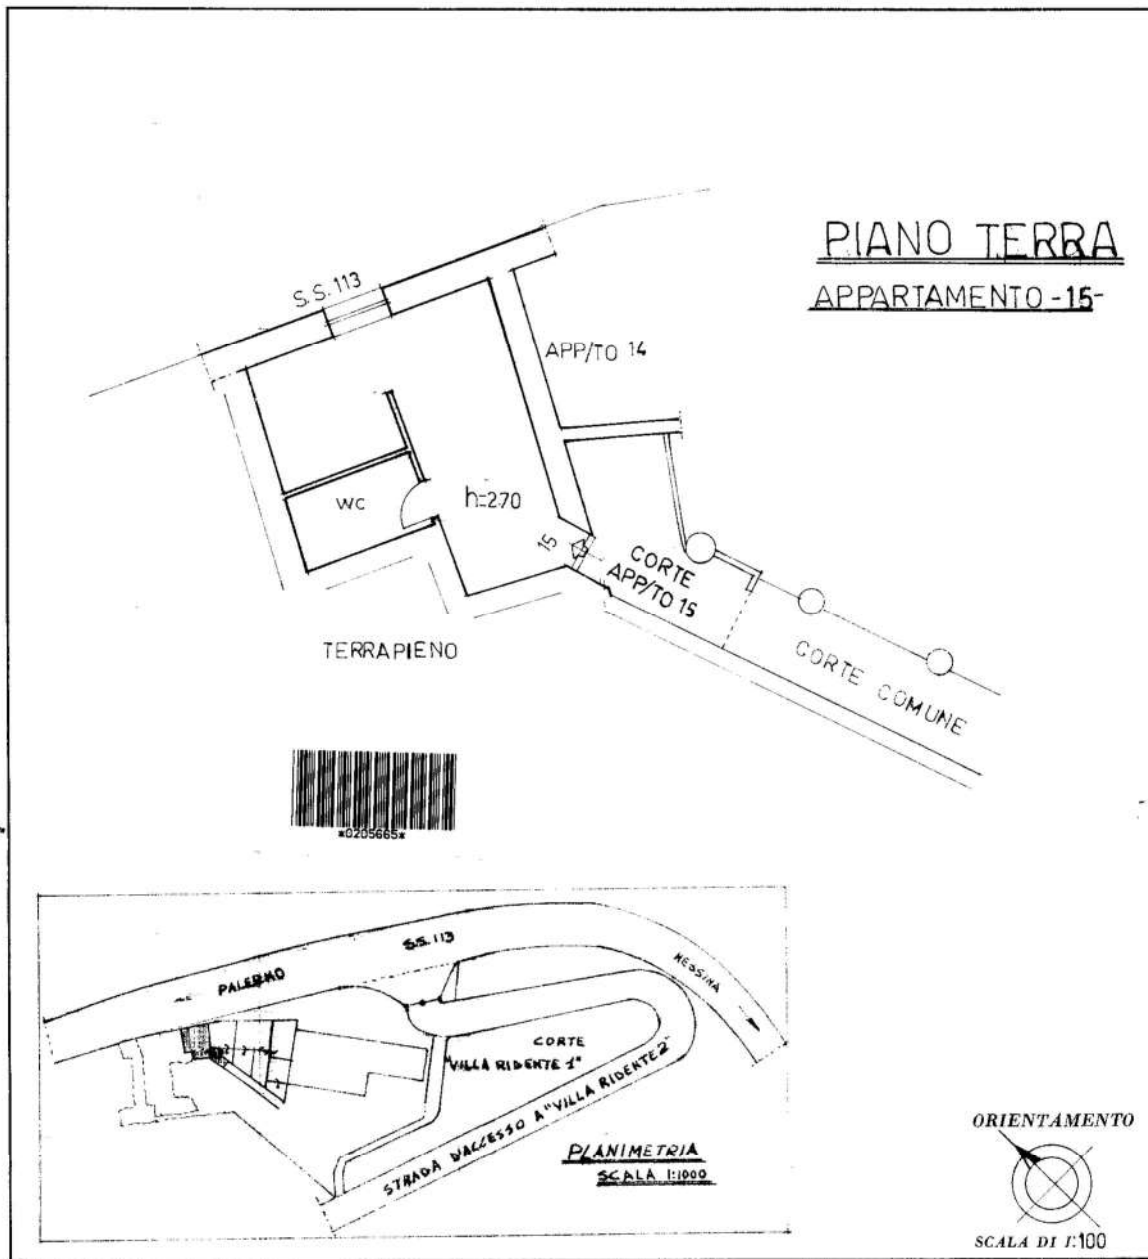 PIANO TERRA
APPARTAMENTO -15-
S.S. 113
APP/TO 14
WC
h=2.70
15
CORTE
APP/TO 15
CORTE COMUNE
TERRAPIENO
*0205665*
S.S. 113
PALERMO
MESSINA
CORTE
"VILLA RIDENTE 1"
STRADA D'ACCESSO A "VILLA RIDENTE 2"
PLANIMETRIA
SCALA 1:1000
ORIENTAMENTO
SCALA DI 1:100